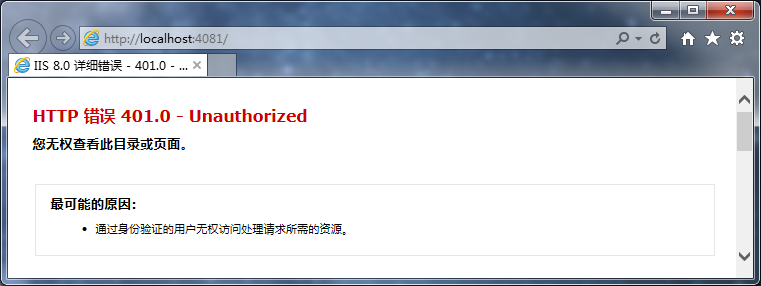 http://localhost:4081/
IIS 8.0 详细错误 - 401.0 - ...
HTTP 错误 401.0 - Unauthorized
您无权查看此目录或页面。
最可能的原因:
• 通过身份验证的用户无权访问处理请求所需的资源。